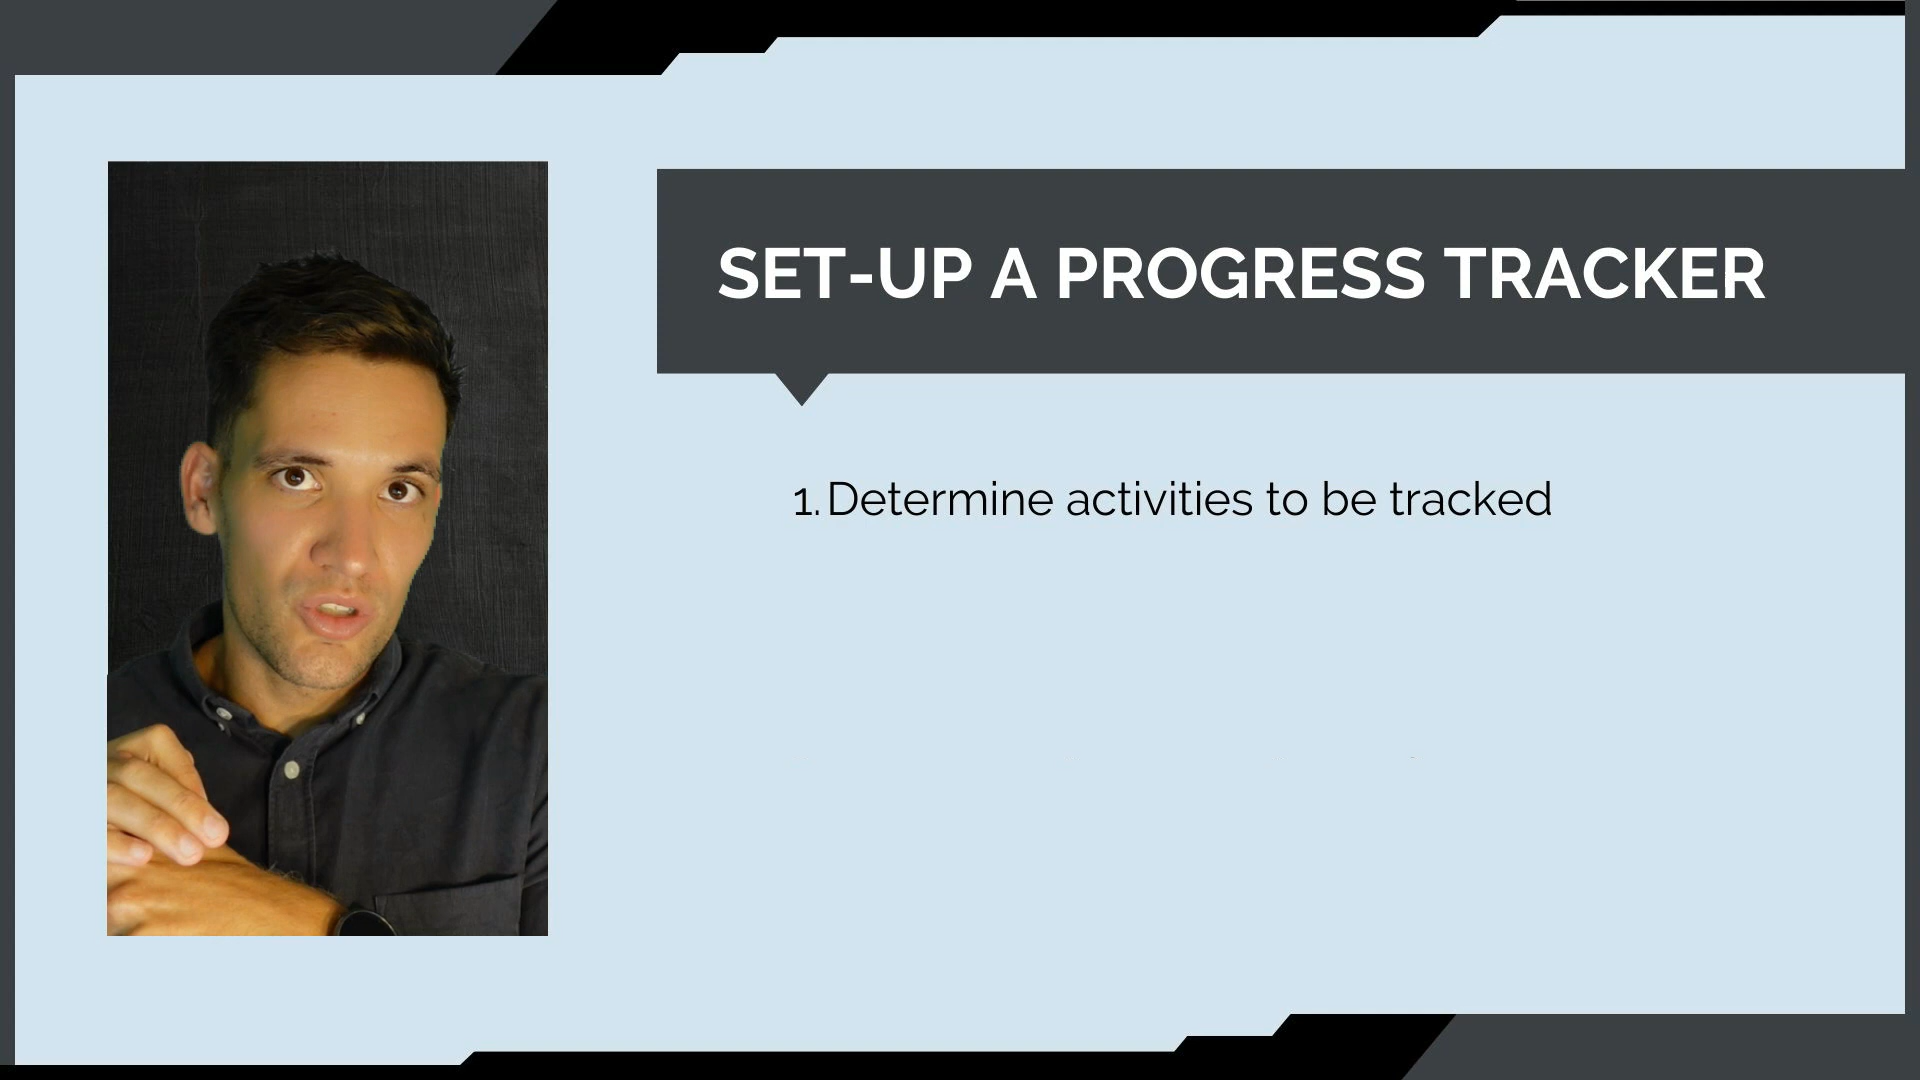 SET-UP A PROGRESS TRACKER
1. Determine activities to be tracked